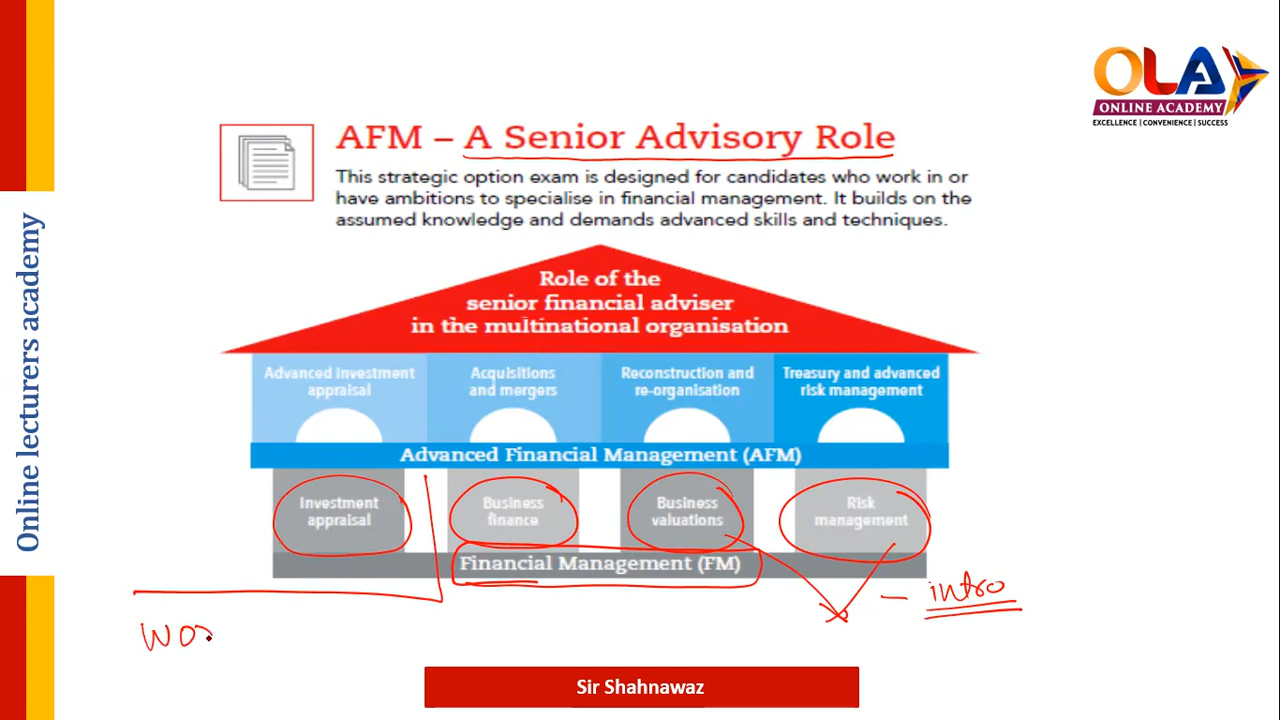 Online lecturers academy
OLA
ONLINE ACADEMY
EXCELLENCE | CONVENIENCE | SUCCESS
AFM – A Senior Advisory Role
This strategic option exam is designed for candidates who work in or
have ambitions to specialise in financial management. It builds on the
assumed knowledge and demands advanced skills and techniques.
Role of the
senior financial adviser
in the multinational organisation
Advanced investment
appraisal
Acquisitions
and mergers
Reconstruction and
re-organisation
Treasury and advanced
risk management
Advanced Financial Management (AFM)
Investment
appraisal
Business
finance
Business
valuations
Risk
management
Financial Management (FM)
– intro
Sir Shahnawaz